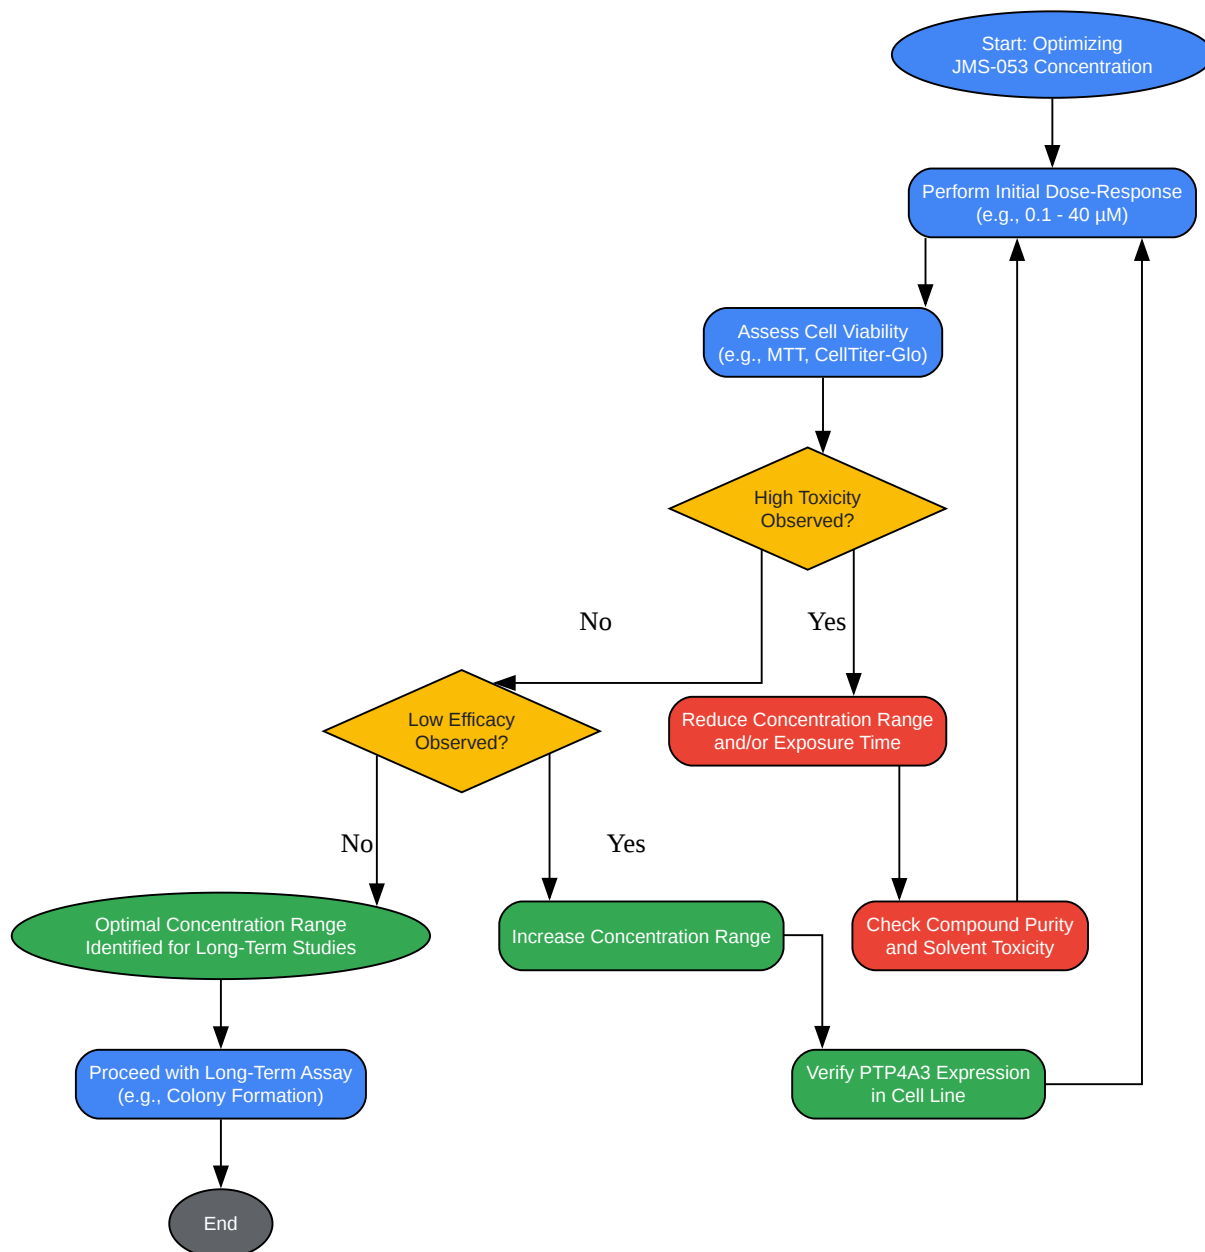 Start: Optimizing
JMS-053 Concentration
Perform Initial Dose-Response
(e.g., 0.1 - 40 µM)
Assess Cell Viability
(e.g., MTT, CellTiter-Glo)
High Toxicity
Observed?
No
Yes
Low Efficacy
Observed?
Reduce Concentration Range
and/or Exposure Time
No
Yes
Optimal Concentration Range
Identified for Long-Term Studies
Increase Concentration Range
Check Compound Purity
and Solvent Toxicity
Proceed with Long-Term Assay
(e.g., Colony Formation)
Verify PTP4A3 Expression
in Cell Line
End